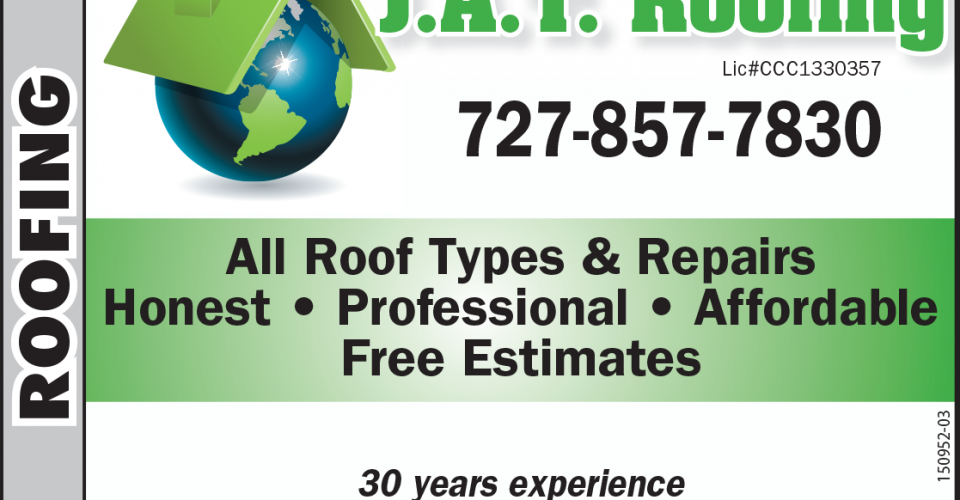 Roofing
Lic#CCC1330357
727-857-7830
ROOFING
All Roof Types & Repairs
Honest • Professional • Affordable
Free Estimates
30 years experience
150952-03